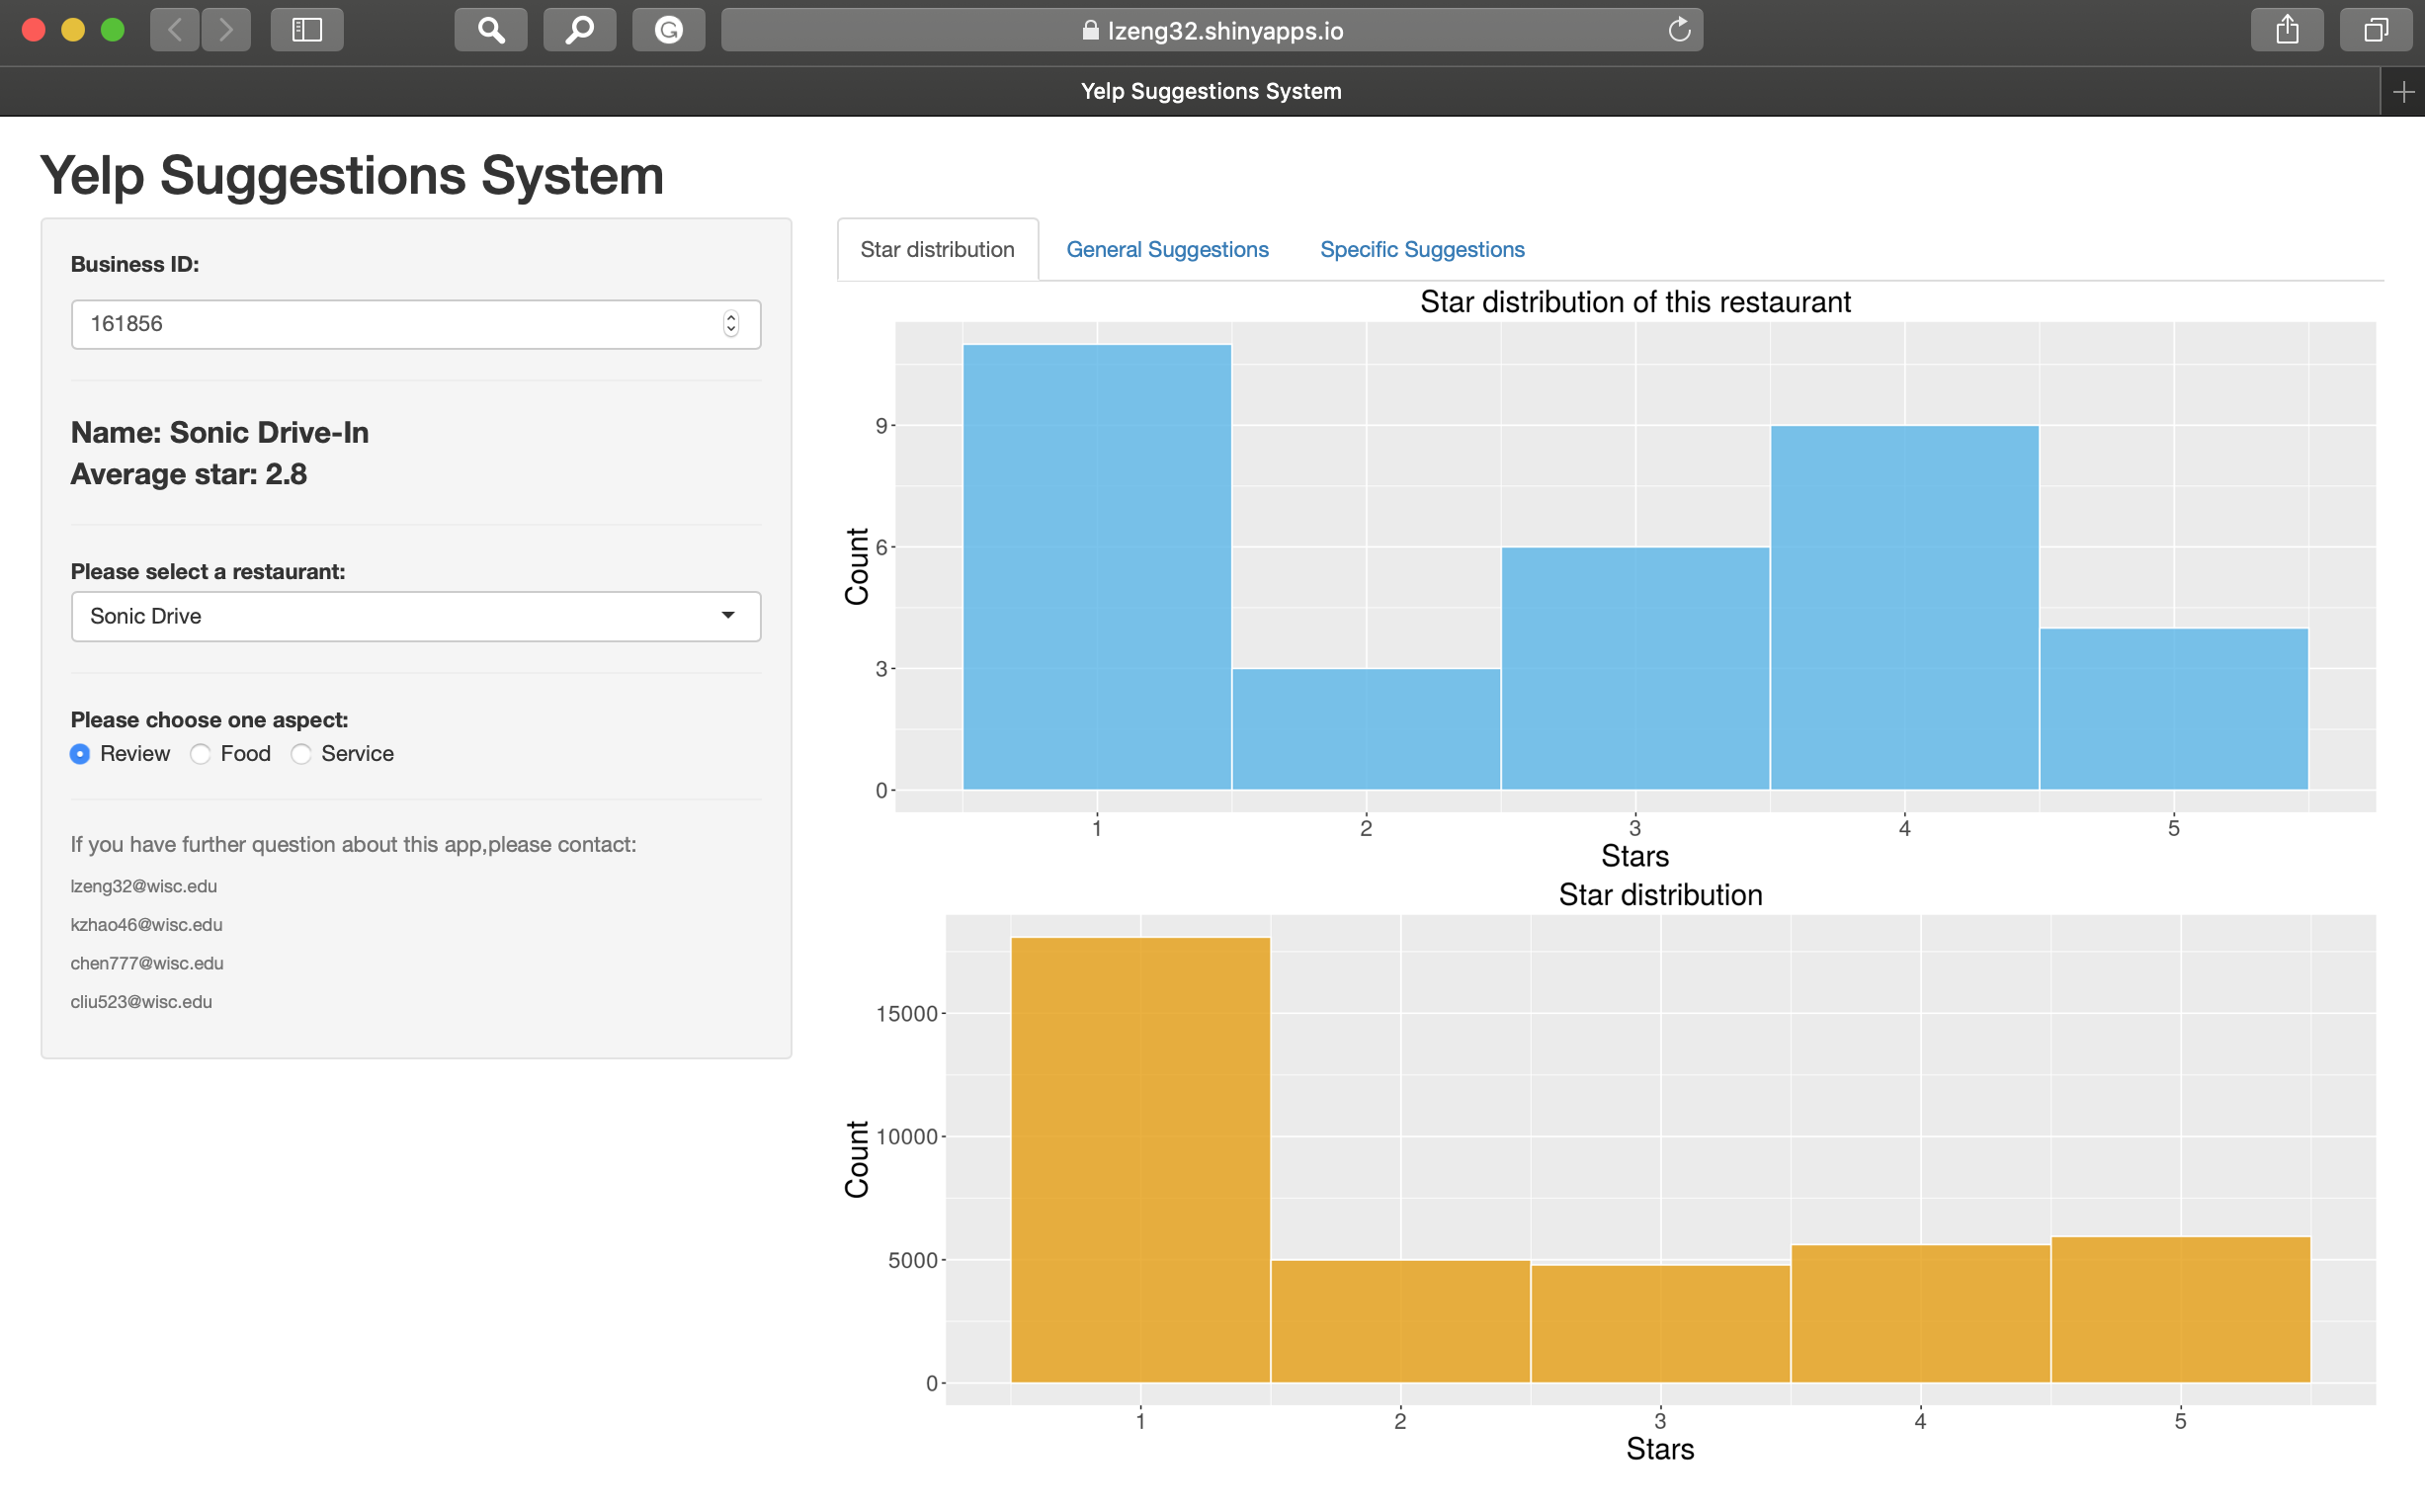 lzeng32.shinyapps.io
Yelp Suggestions System
Yelp Suggestions System
Business ID:
161856
Name: Sonic Drive-In
Average star: 2.8
Please select a restaurant:
Sonic Drive
Please choose one aspect:
Review Food Service
If you have further question about this app,please contact:
lzeng32@wisc.edu
kzhao46@wisc.edu
chen777@wisc.edu
cliu523@wisc.edu
Star distribution General Suggestions Specific Suggestions
Star distribution of this restaurant
Count
9
6
3
0
1 2 3 4 5
Stars
Star distribution
Count
15000
10000
5000
0
1 2 3 4 5
Stars